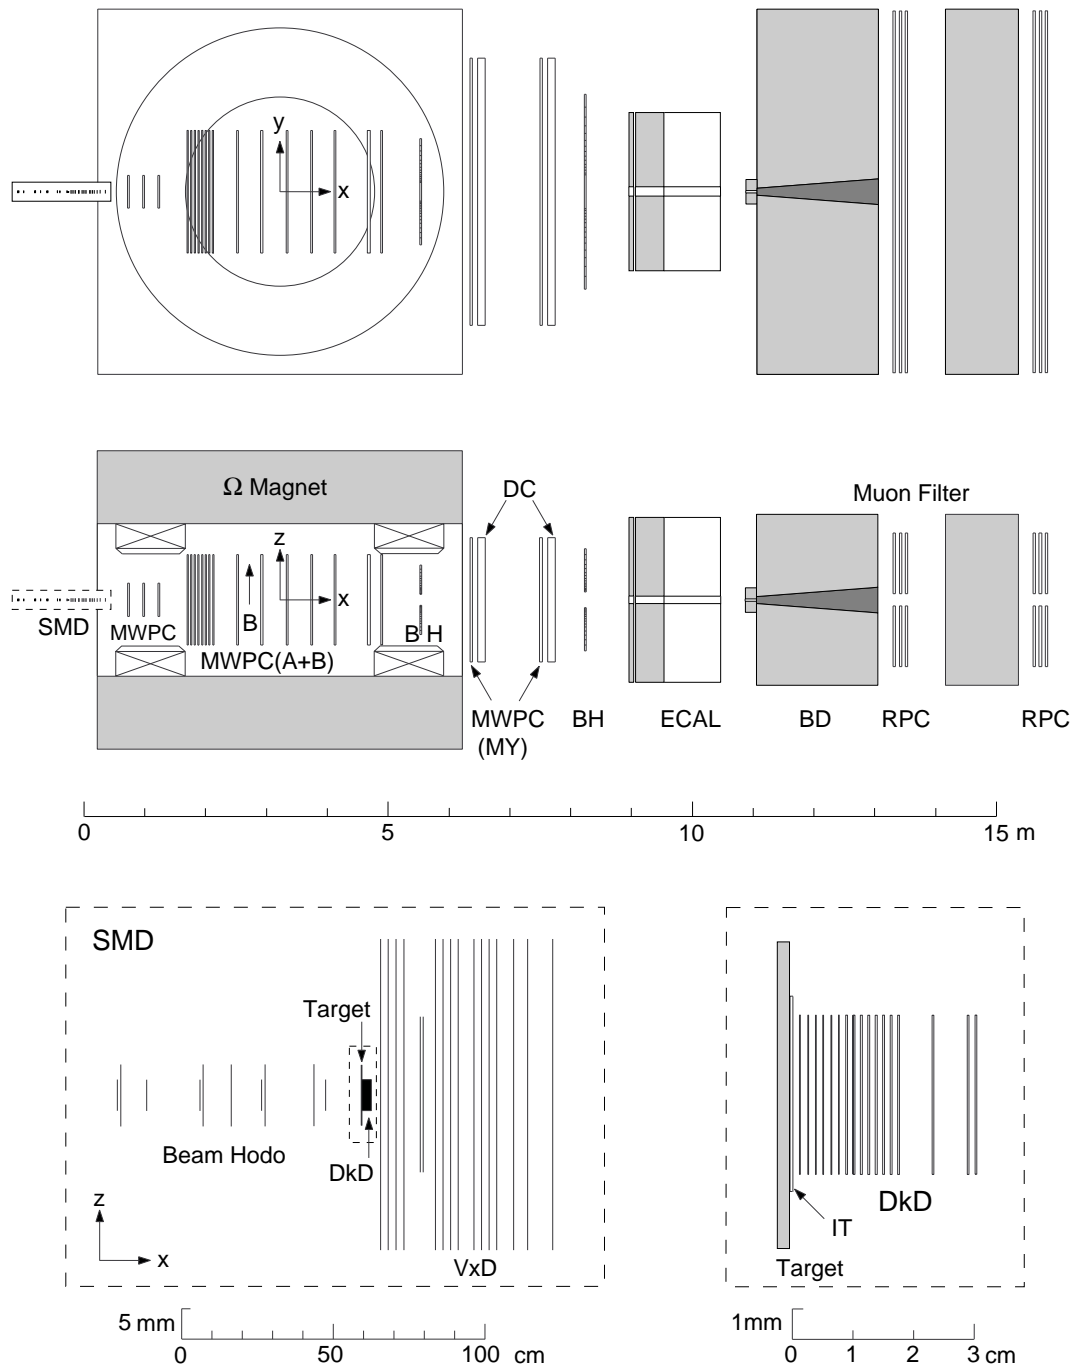 y
x
Ω Magnet
DC
Muon Filter
z
x
SMD
MWPC
B
B H
MWPC(A+B)
MWPC
(MY)
BH
ECAL
BD
RPC
RPC
0
5
10
15 m
SMD
Target
Beam Hodo
DkD
z
x
VxD
DkD
IT
Target
5 mm
0
50
100
cm
1mm
0
1
2
3 cm